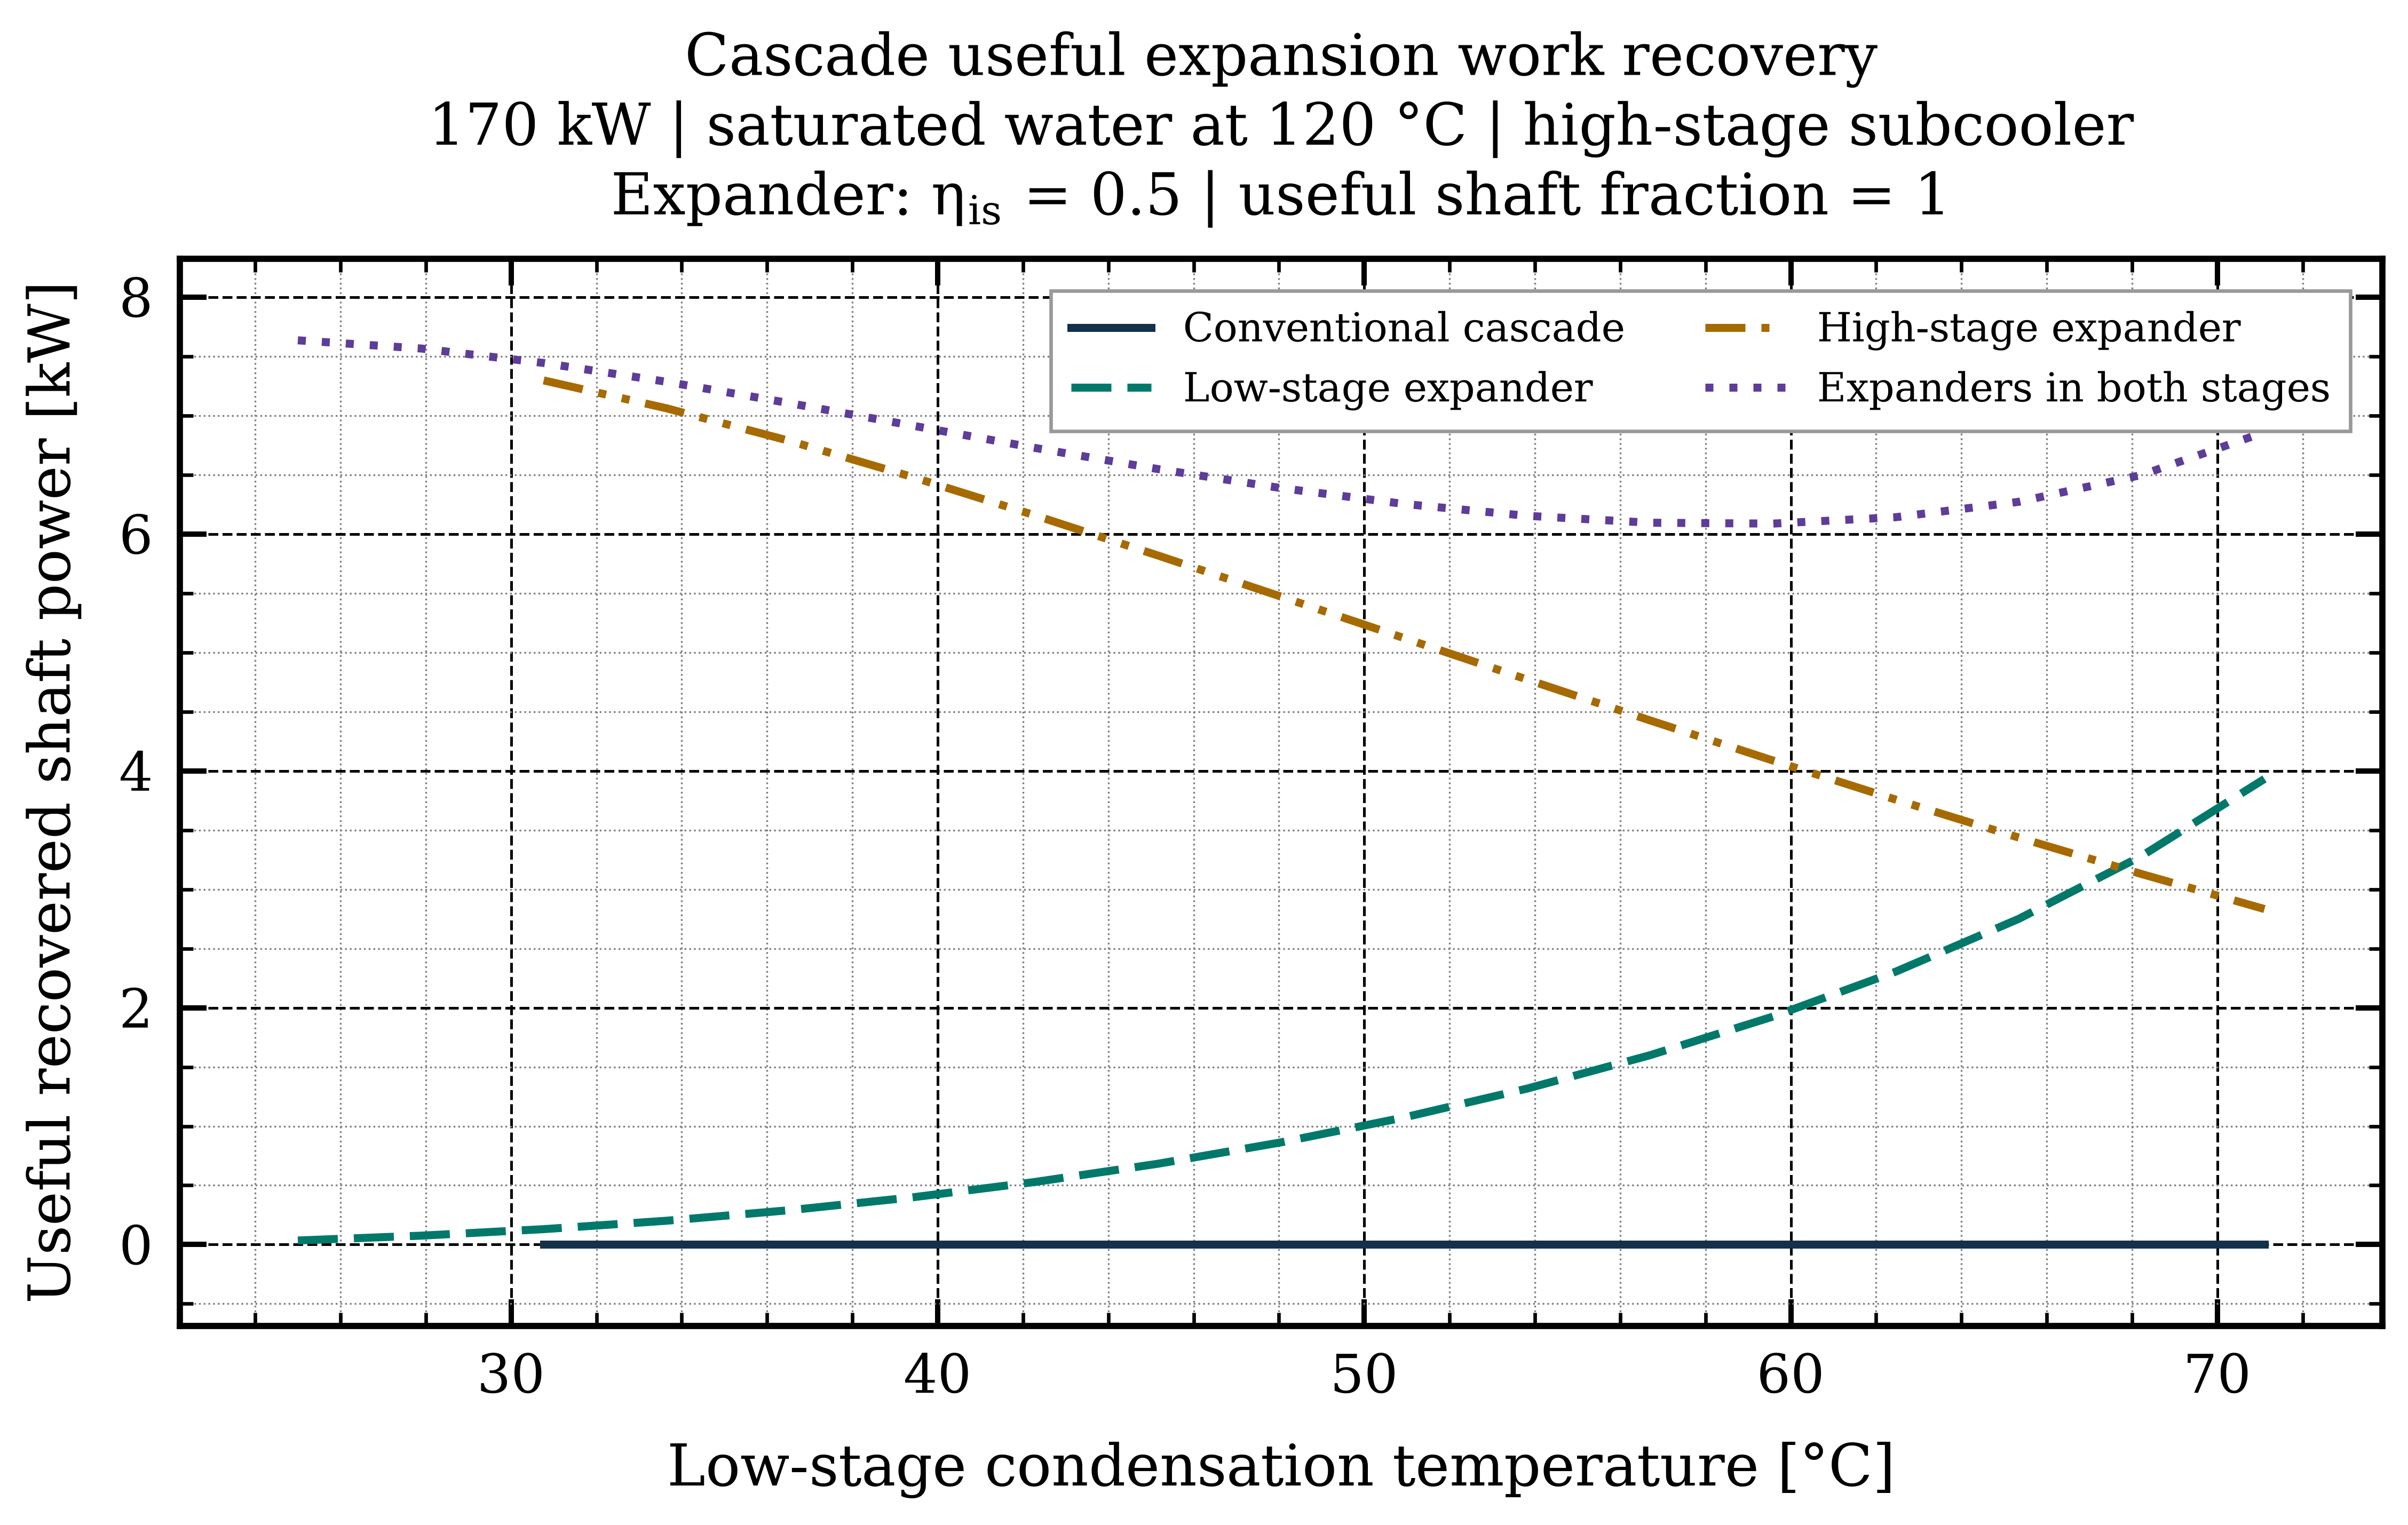 Cascade useful expansion work recovery
170 kW | saturated water at 120 °C | high-stage subcooler
Expander: ηis = 0.5 | useful shaft fraction = 1
Useful recovered shaft power [kW]
8
6
4
2
0
Conventional cascade
Low-stage expander
High-stage expander
Expanders in both stages
30 40 50 60 70
Low-stage condensation temperature [°C]